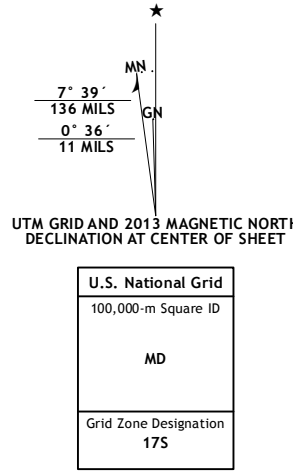 ★
MN
7° 39´
136 MILS
GN
0° 36´
11 MILS
UTM GRID AND 2013 MAGNETIC NORTH
DECLINATION AT CENTER OF SHEET
U.S. National Grid
100,000-m Square ID
MD
Grid Zone Designation
17S